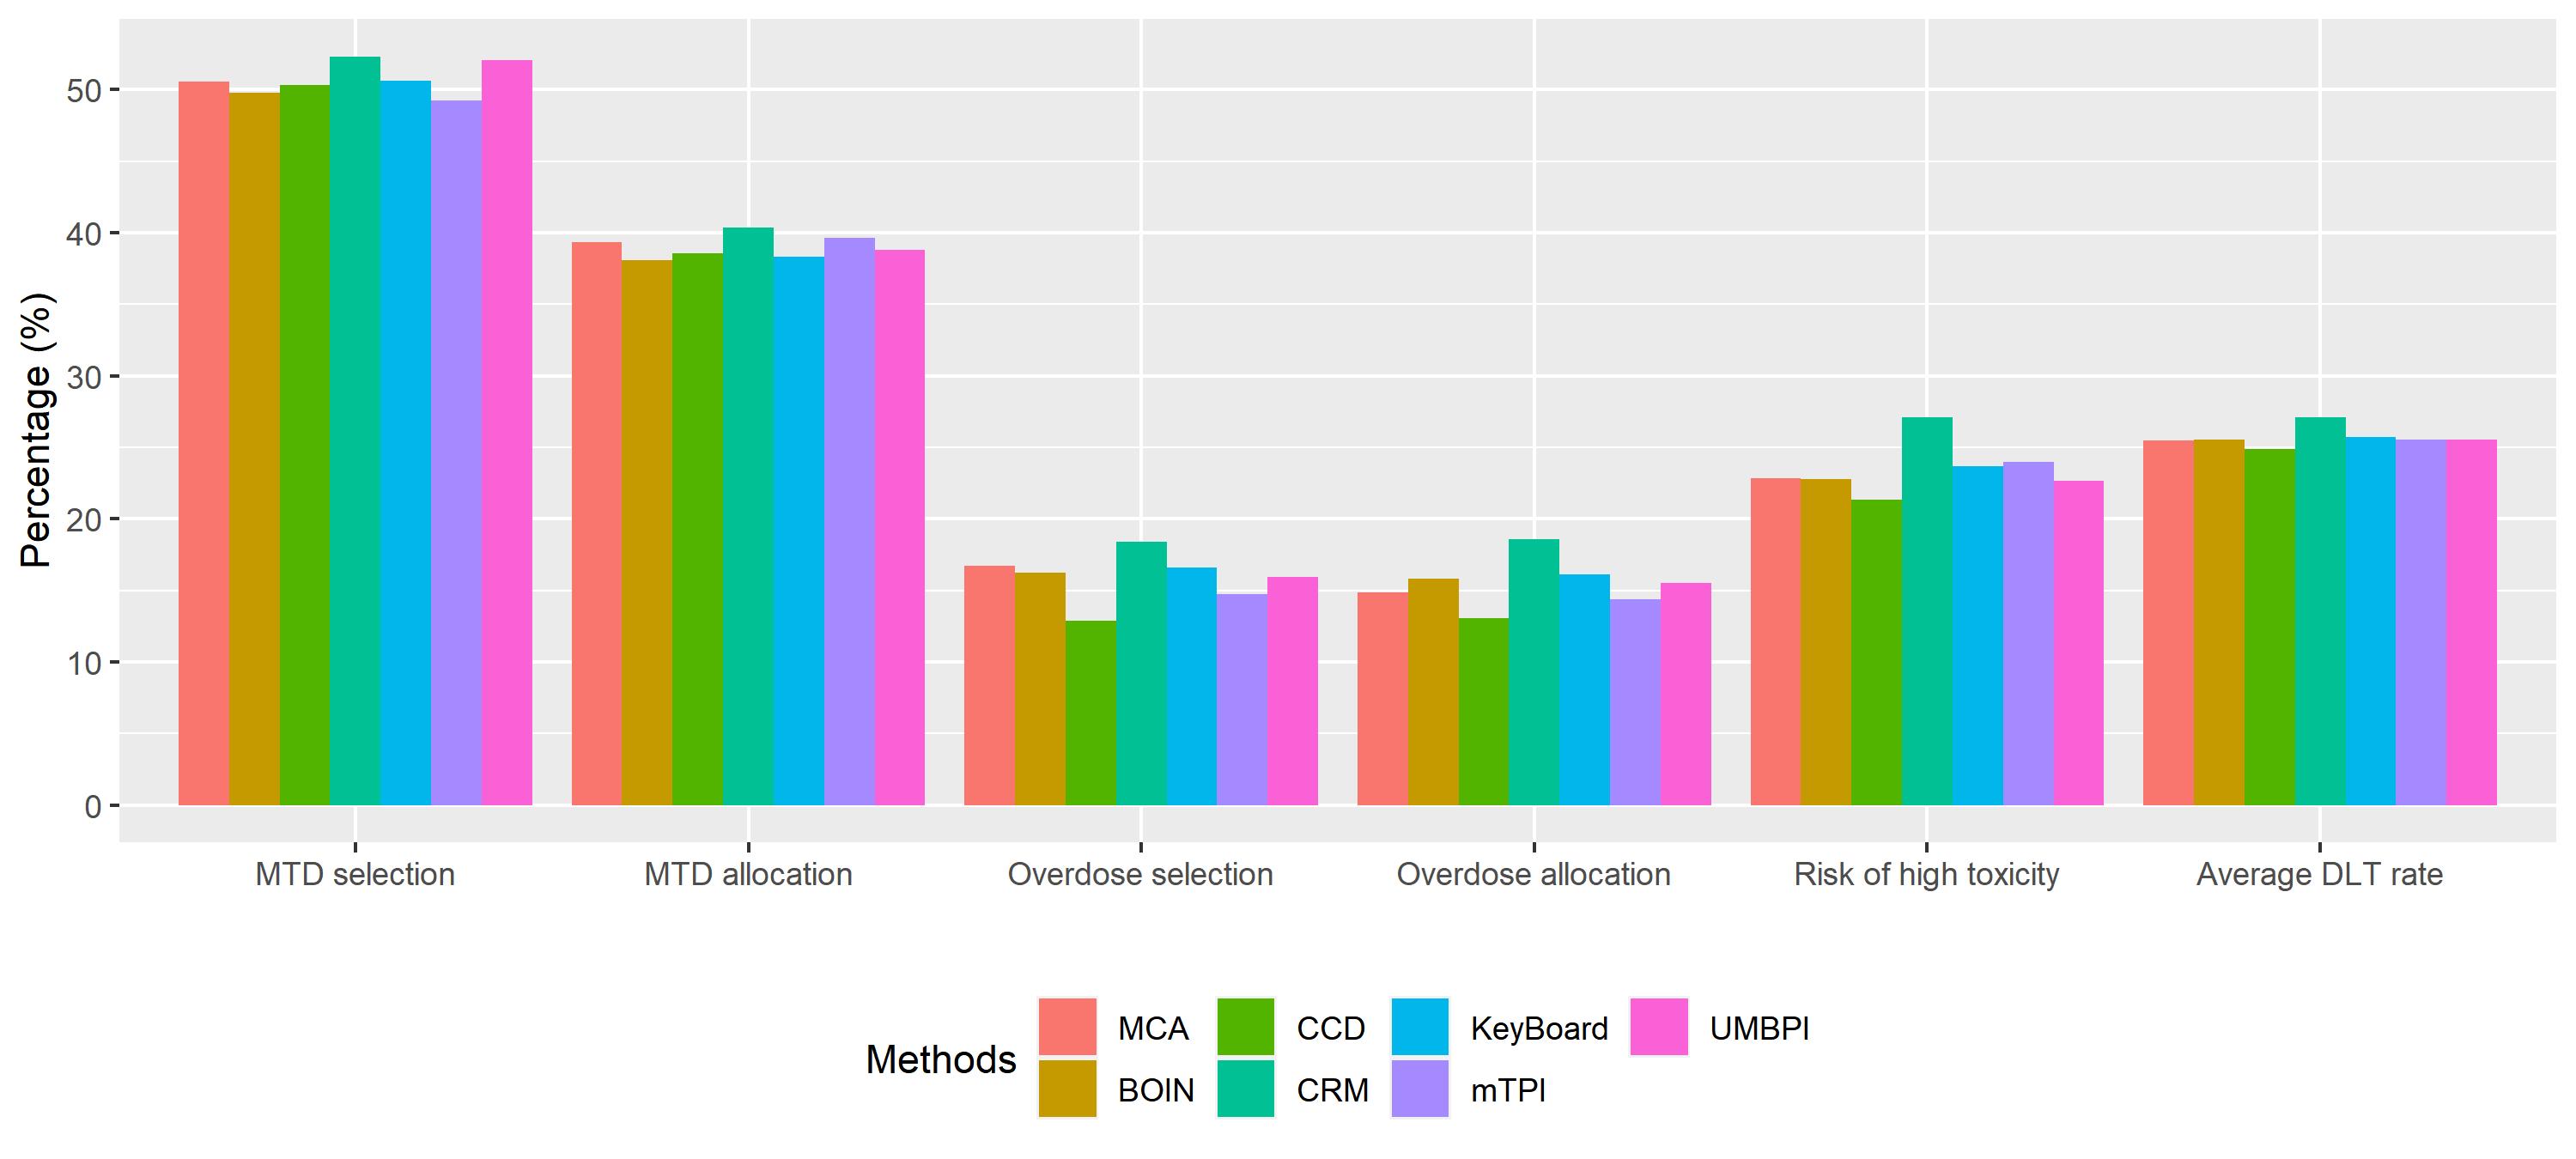 Percentage (%)
50
40
30
20
10
0
MTD selection
MTD allocation
Overdose selection
Overdose allocation
Risk of high toxicity
Average DLT rate
Methods
MCA
CCD
KeyBoard
UMBPI
BOIN
CRM
mTPI